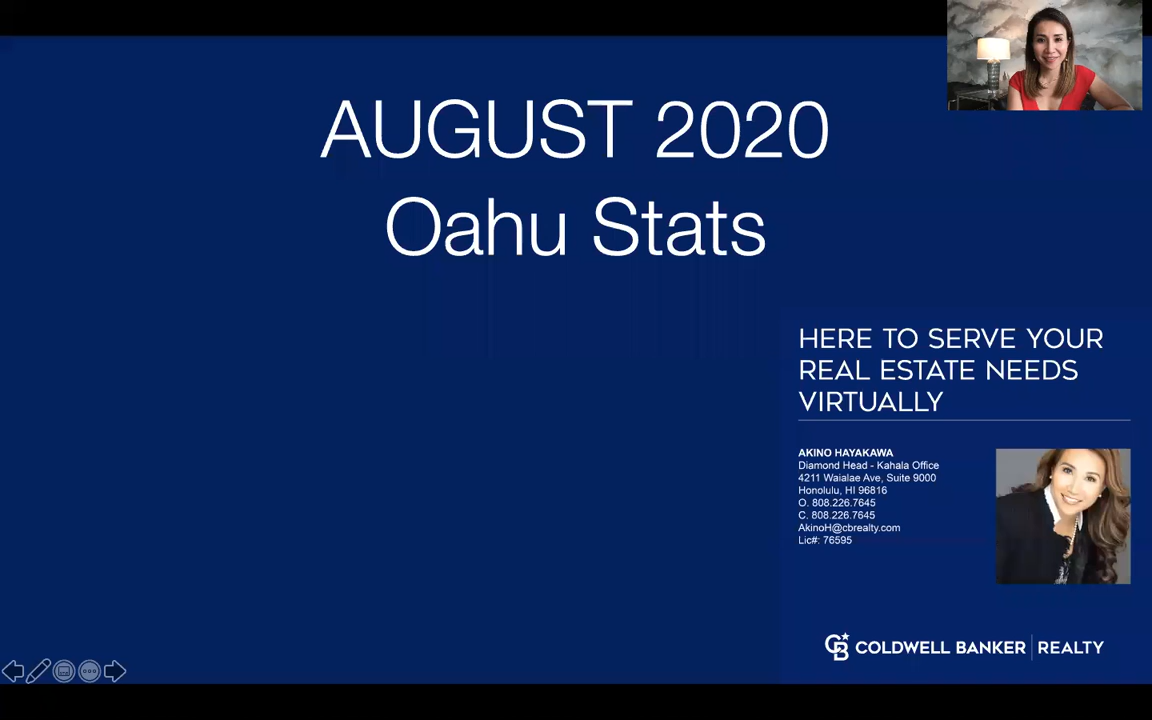 AUGUST 2020
Oahu Stats
HERE TO SERVE YOUR
REAL ESTATE NEEDS
VIRTUALLY
AKINO HAYAKAWA
Diamond Head - Kahala Office
4211 Waialae Ave, Suite 9000
Honolulu, HI 96816
O. 808.226.7645
C. 808.226.7645
AkinoH@cbrealty.com
Lic#: 76595
CB COLDWELL BANKER | REALTY